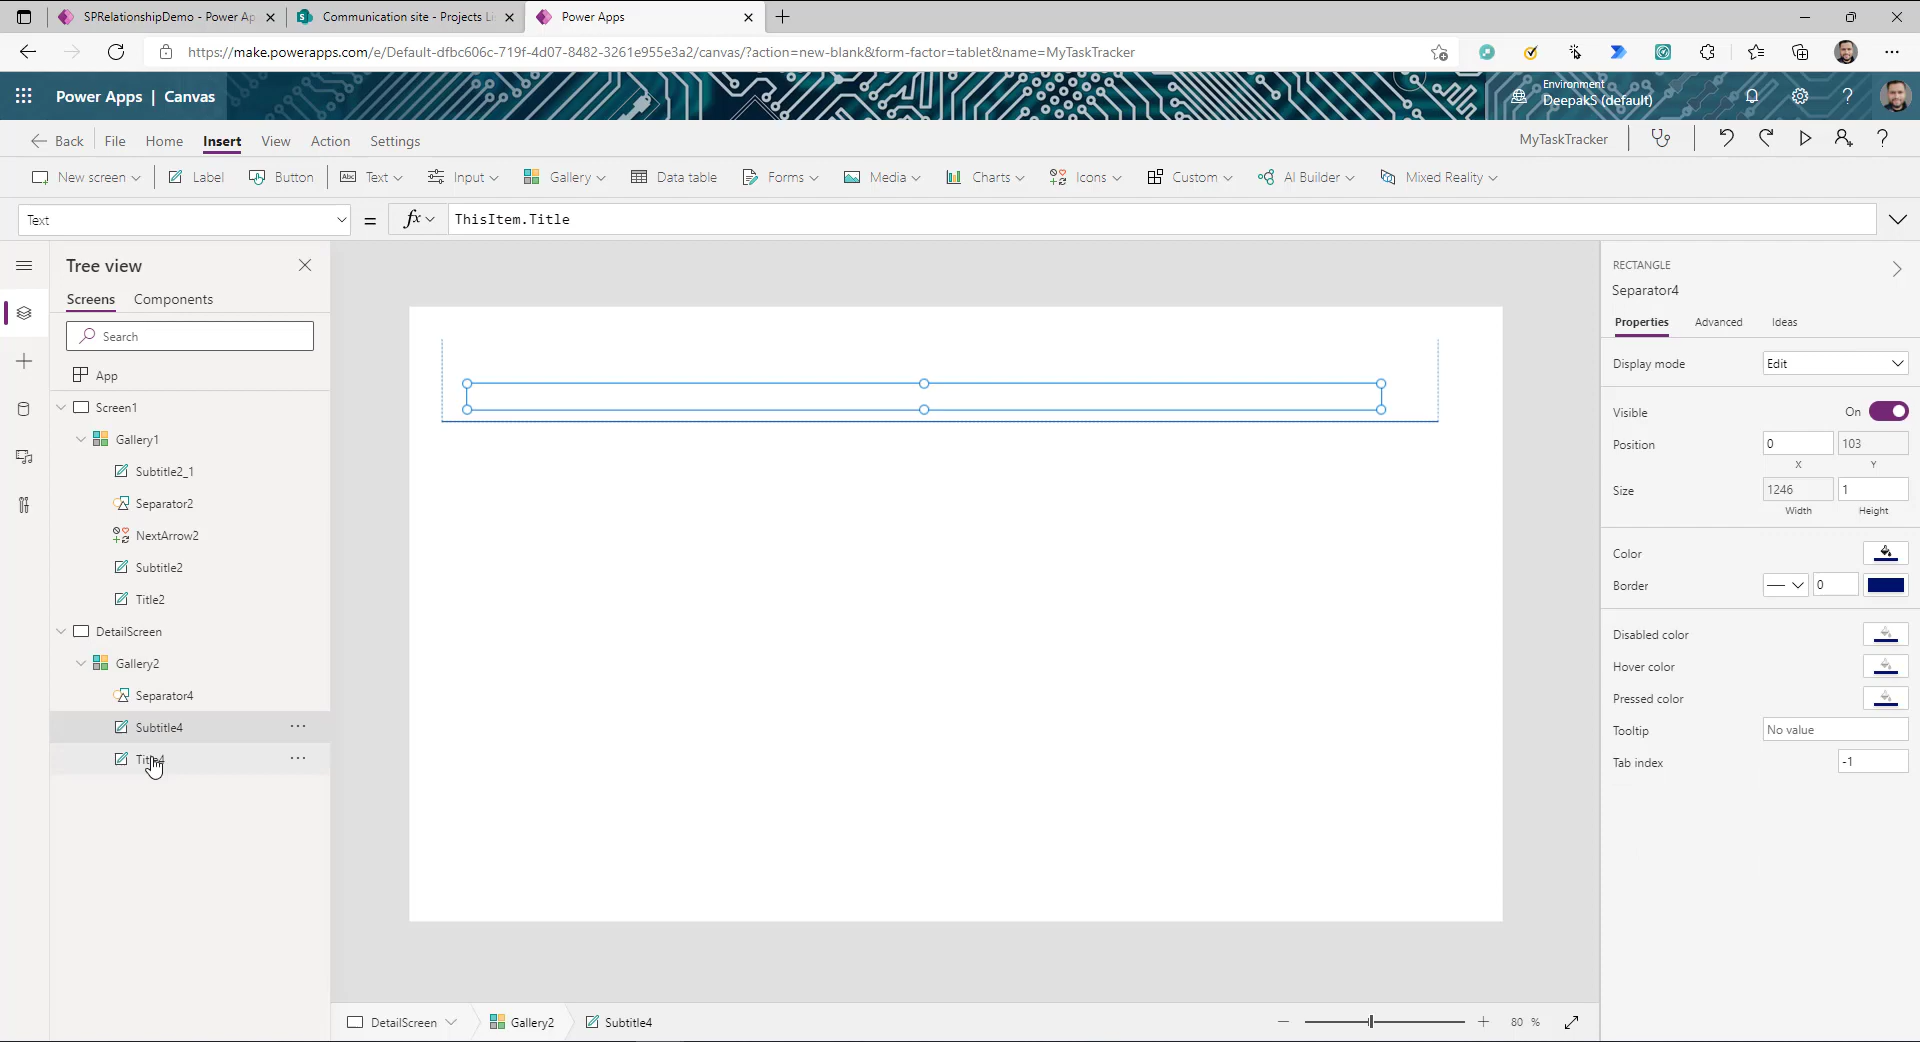 SPRelationshipDemo - Power Ap
Communication site - Projects Li
Power Apps
https://make.powerapps.com/e/Default-dfbc606c-719f-4d07-8482-3261e955e3a2/canvas/?action=new-blank&form-factor=tablet&name=MyTaskTracker
Power Apps | Canvas
Environment
DeepakS (default)
Back File Home Insert View Action Settings MyTaskTracker
New screen Label Button Abc Text Input Gallery Data table Forms Media Charts Icons Custom AI Builder Mixed Reality
Text = fx ThisItem.Title
Tree view
Screens Components
Search
App
Screen1
Gallery1
Subtitle2_1
Separator2
NextArrow2
Subtitle2
Title2
DetailScreen
Gallery2
Separator4
Subtitle4
Title4
RECTANGLE
Separator4
Properties Advanced Ideas
Display mode Edit
Visible On
Position 0 103
X Y
Size 1246 1
Width Height
Color
Border 0
Disabled color
Hover color
Pressed color
Tooltip No value
Tab index -1
DetailScreen Gallery2 Subtitle4 80 %